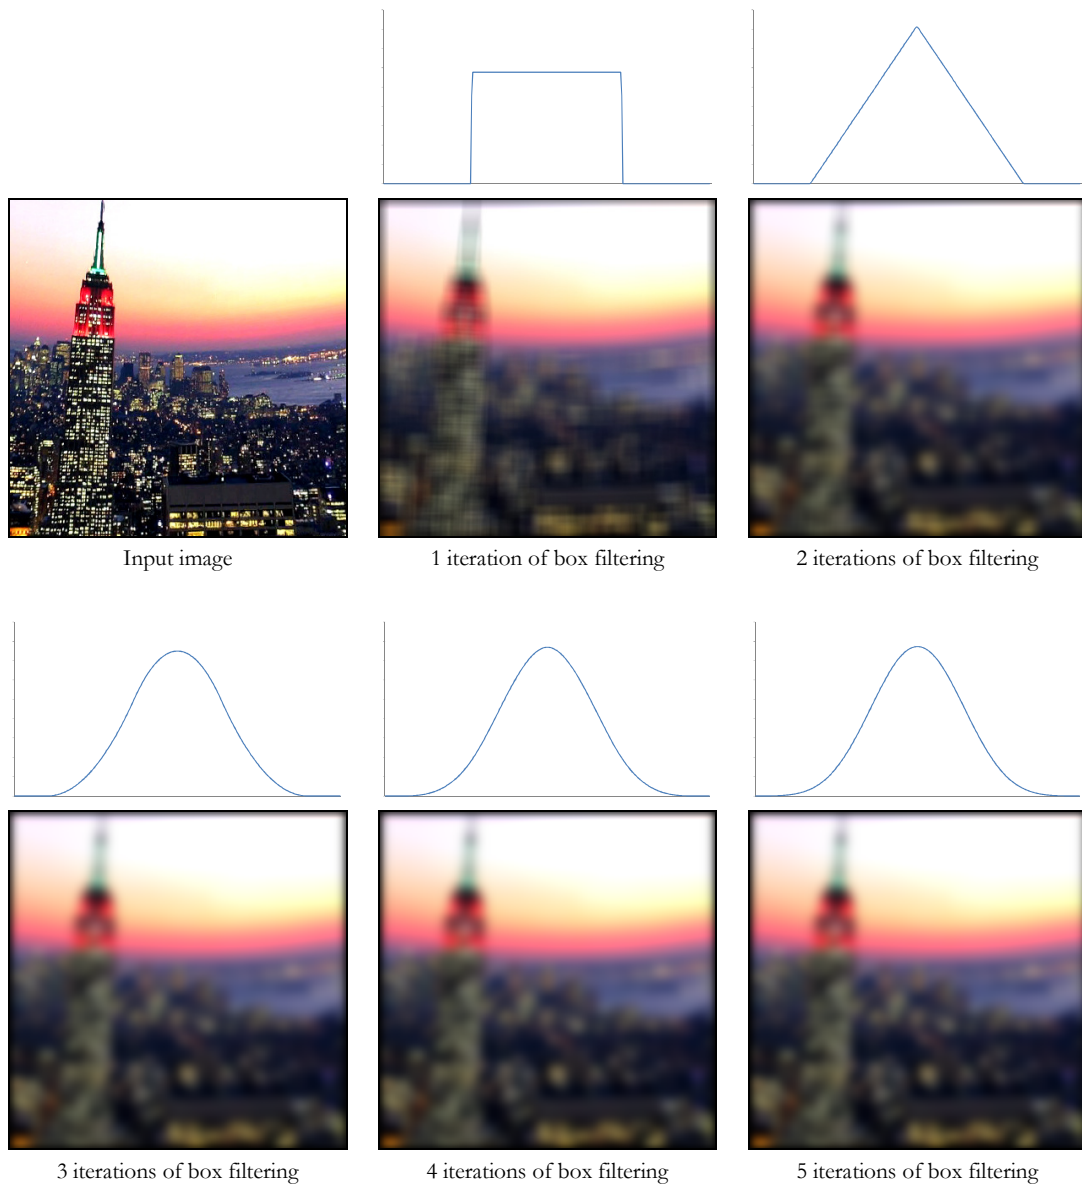 Input image
1 iteration of box filtering
2 iterations of box filtering
3 iterations of box filtering
4 iterations of box filtering
5 iterations of box filtering